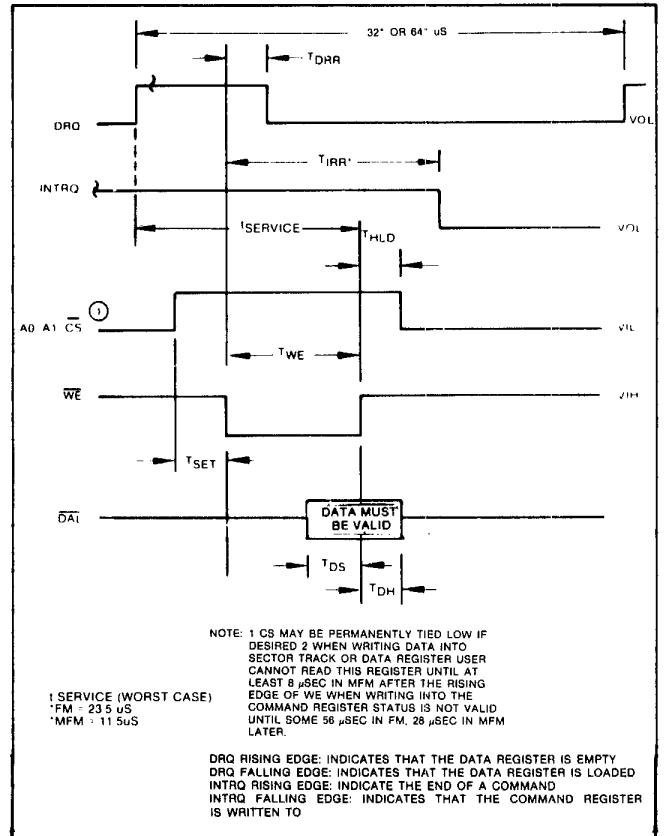 32* OR 64* uS
TDRR
DRQ
VOL
TIRR*
INTRQ
VOL
tSERVICE
THLD
1
A0 A1 CS
VIL
TWE
WE
VIH
TSET
DAL
DATA MUST
BE VALID
TDS
TDH
NOTE: 1 CS MAY BE PERMANENTLY TIED LOW IF
DESIRED 2 WHEN WRITING DATA INTO
SECTOR TRACK OR DATA REGISTER USER
CANNOT READ THIS REGISTER UNTIL AT
LEAST 8 µSEC IN MFM AFTER THE RISING
EDGE OF WE WHEN WRITING INTO THE
COMMAND REGISTER STATUS IS NOT VALID
UNTIL SOME 56 µSEC IN FM, 28 µSEC IN MFM
LATER.
t SERVICE (WORST CASE)
*FM = 23 5 uS
*MFM = 11 5uS
DRQ RISING EDGE: INDICATES THAT THE DATA REGISTER IS EMPTY
DRQ FALLING EDGE: INDICATES THAT THE DATA REGISTER IS LOADED
INTRQ RISING EDGE: INDICATE THE END OF A COMMAND
INTRQ FALLING EDGE: INDICATES THAT THE COMMAND REGISTER
IS WRITTEN TO